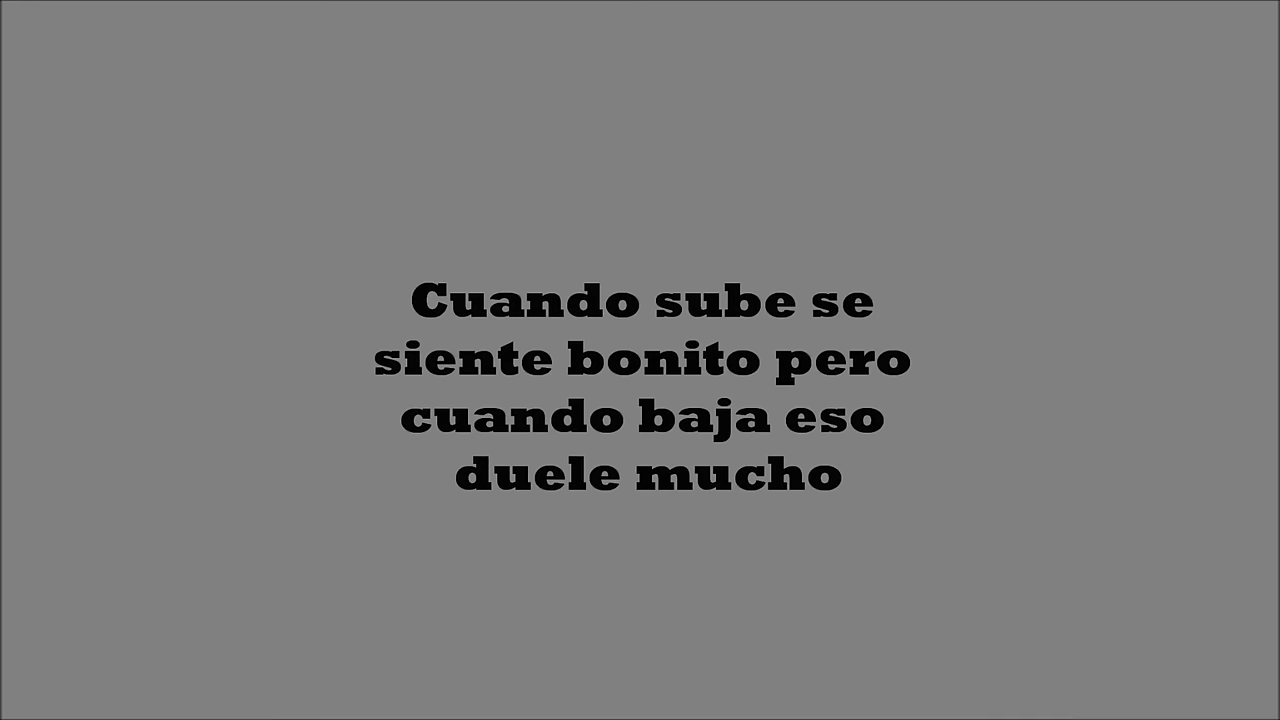 Cuando sube se
siente bonito pero
cuando baja eso
duele mucho